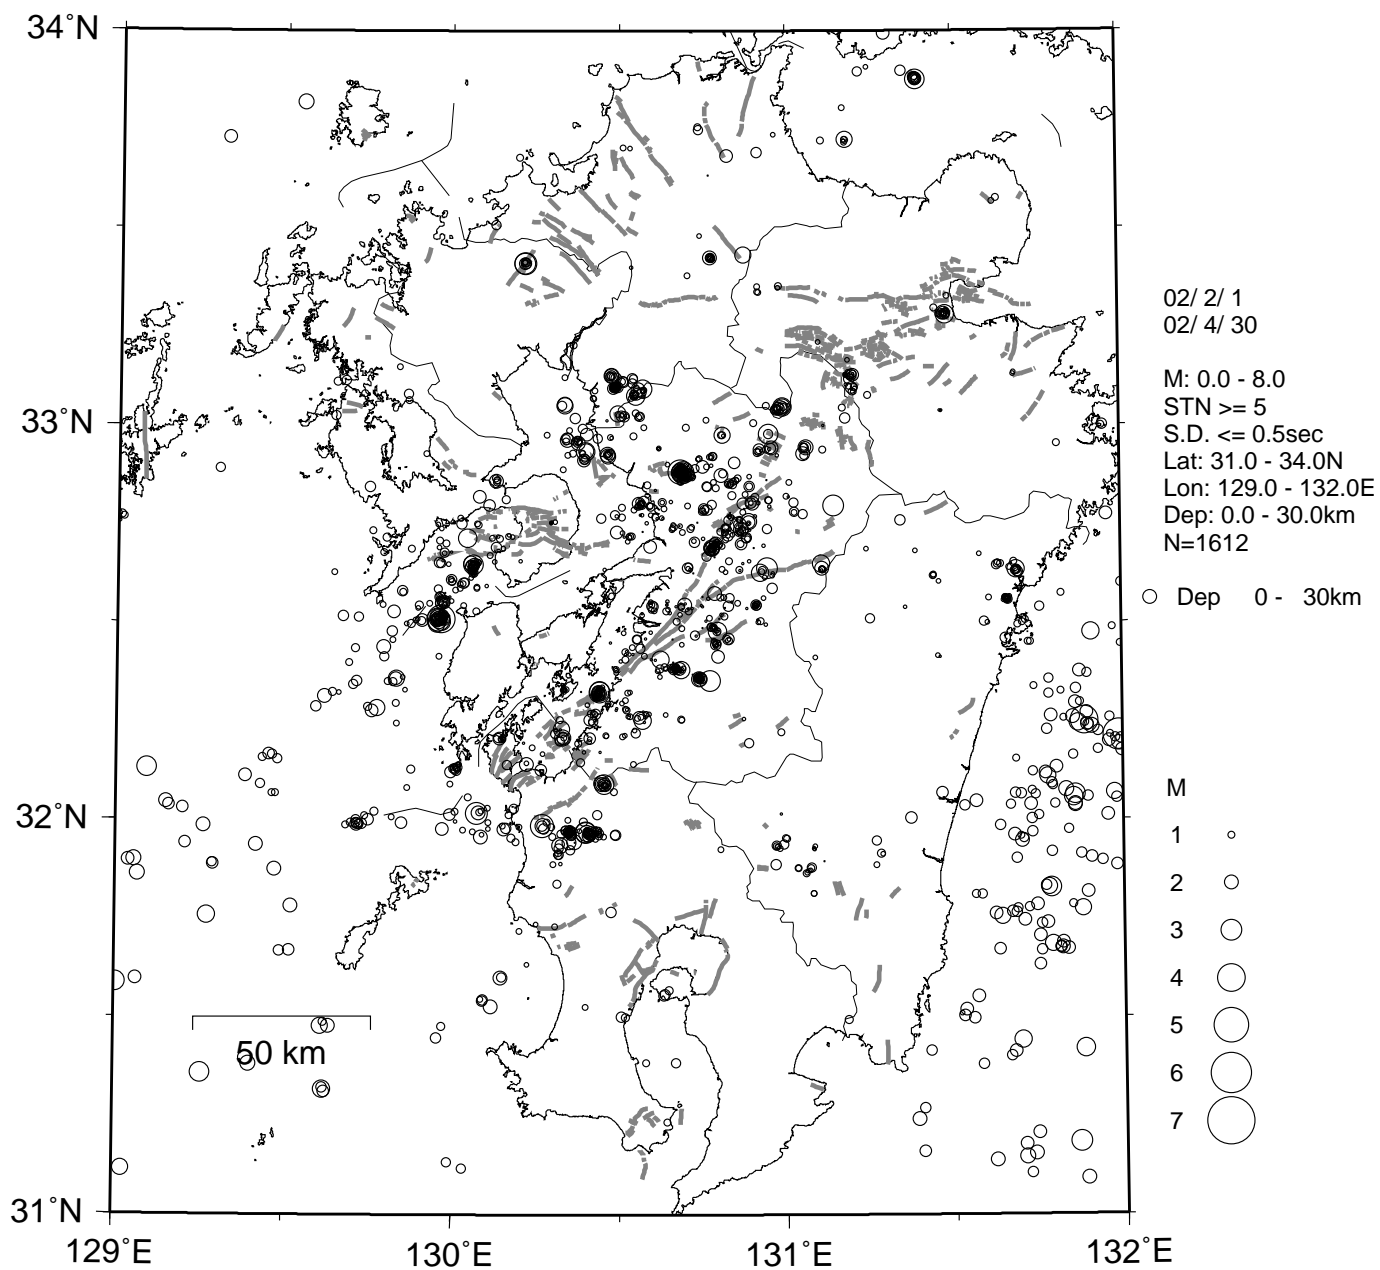 34°N
33°N
32°N
31°N
129°E
130°E
131°E
132°E
50 km
02/ 2/ 1
02/ 4/ 30
M: 0.0 - 8.0
STN >= 5
S.D. <= 0.5sec
Lat: 31.0 - 34.0N
Lon: 129.0 - 132.0E
Dep: 0.0 - 30.0km
N=1612
Dep 0 - 30km
M
1
2
3
4
5
6
7